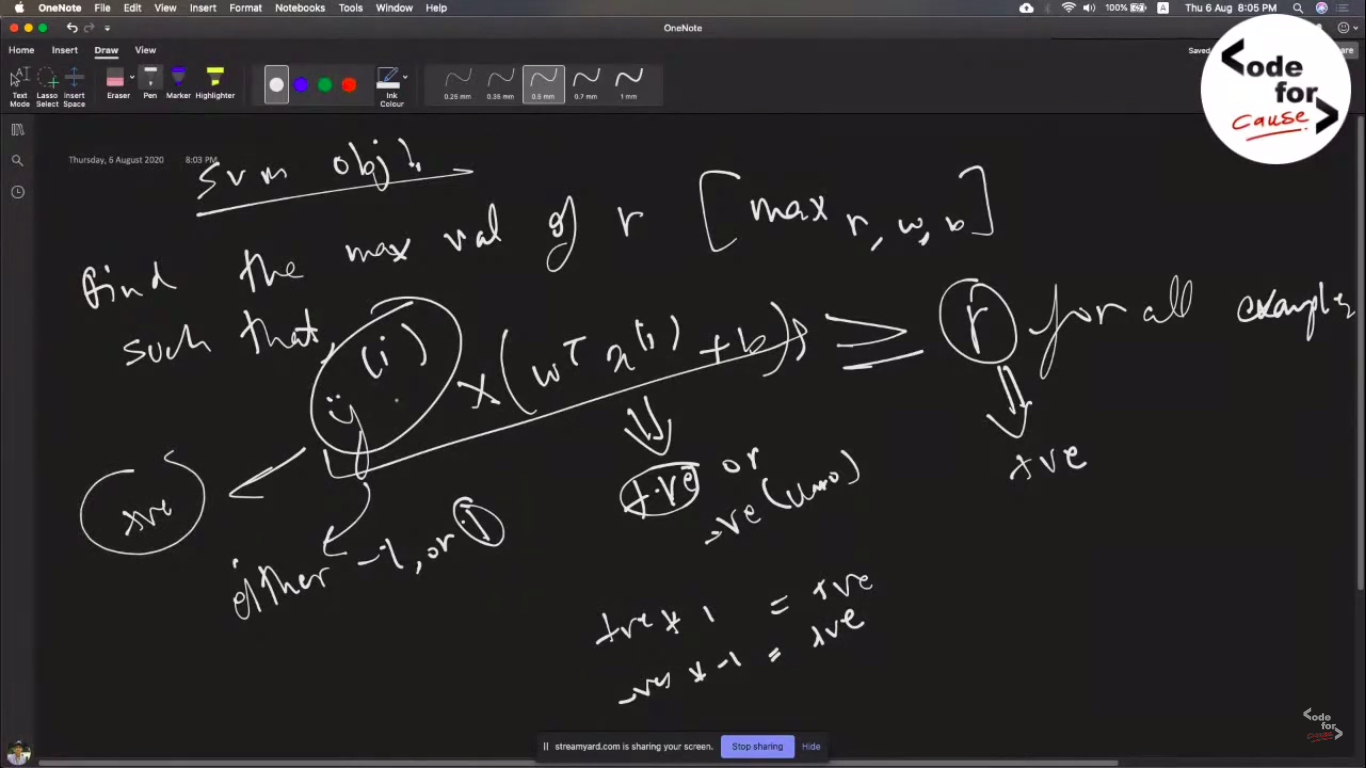 OneNote File Edit View Insert Format Notebooks Tools Window Help 100% A Thu 6 Aug 8:05 PM
OneNote
Home Insert Draw View Saved
Text Mode Lasso Select Insert Space Eraser Pen Marker Highlighter Ink Colour 0.25 mm 0.35 mm 0.5 mm 0.7 mm 1 mm
<ode for cause>
Thursday, 6 August 2020 8:03 PM
svm obj
find the max val of r [max r, w, b]
such that, y(i) x (wT x(i) + b) ≥ r for all examples
+ve
+ve or
-ve
+ve
either -1, or 1
+ve * 1 = +ve
-ve * -1 = +ve
<ode for cause>
streamyard.com is sharing your screen. Stop sharing Hide